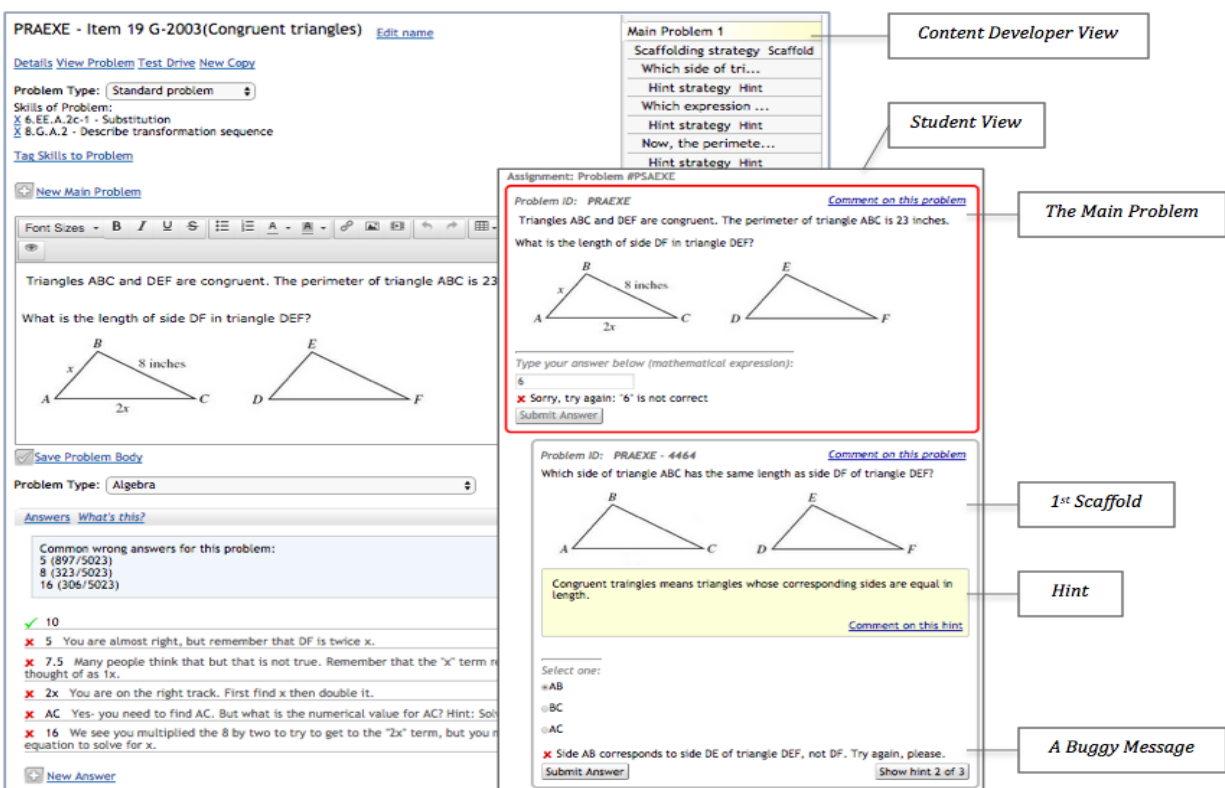 PRAEXE - Item 19 G-2003(Congruent triangles) Edit name
Details View Problem Test Drive New Copy
Problem Type: Standard problem
Skills of Problem:
X 6.EE.A.2c-1 - Substitution
X 8.G.A.2 - Describe transformation sequence
Tag Skills to Problem
New Main Problem
Font Sizes B I U S A A
Triangles ABC and DEF are congruent. The perimeter of triangle ABC is 23
What is the length of side DF in triangle DEF?
B E
x 8 inches
A C D F
2x
Save Problem Body
Problem Type: Algebra
Answers What's this?
Common wrong answers for this problem:
5 (897/5023)
8 (323/5023)
16 (306/5023)
10
5 You are almost right, but remember that DF is twice x.
7.5 Many people think that but that is not true. Remember that the "x" term
thought of as 1x.
2x You are on the right track. First find x then double it.
AC Yes- you need to find AC. But what is the numerical value for AC? Hint:
16 We see you multiplied the 8 by two to try to get to the "2x" term, but you
equation to solve for x.
New Answer
Main Problem 1
Scaffolding strategy Scaffold
Which side of tri...
Hint strategy Hint
Which expression ...
Hint strategy Hint
Now, the perimete...
Hint strategy Hint
Assignment: Problem #PSAEXE
Problem ID: PRAEXE Comment on this problem
Triangles ABC and DEF are congruent. The perimeter of triangle ABC is 23 inches.
What is the length of side DF in triangle DEF?
B E
x 8 inches
A C D F
2x
Type your answer below (mathematical expression):
6
Sorry, try again: "6" is not correct
Submit Answer
Problem ID: PRAEXE - 4464 Comment on this problem
Which side of triangle ABC has the same length as side DF of triangle DEF?
B E
A C D F
Congruent traingles means triangles whose corresponding sides are equal in
length.
Comment on this hint
Select one:
AB
BC
AC
Side AB corresponds to side DE of triangle DEF, not DF. Try again, please.
Submit Answer Show hint 2 of 3
Content Developer View
Student View
The Main Problem
1st Scaffold
Hint
A Buggy Message